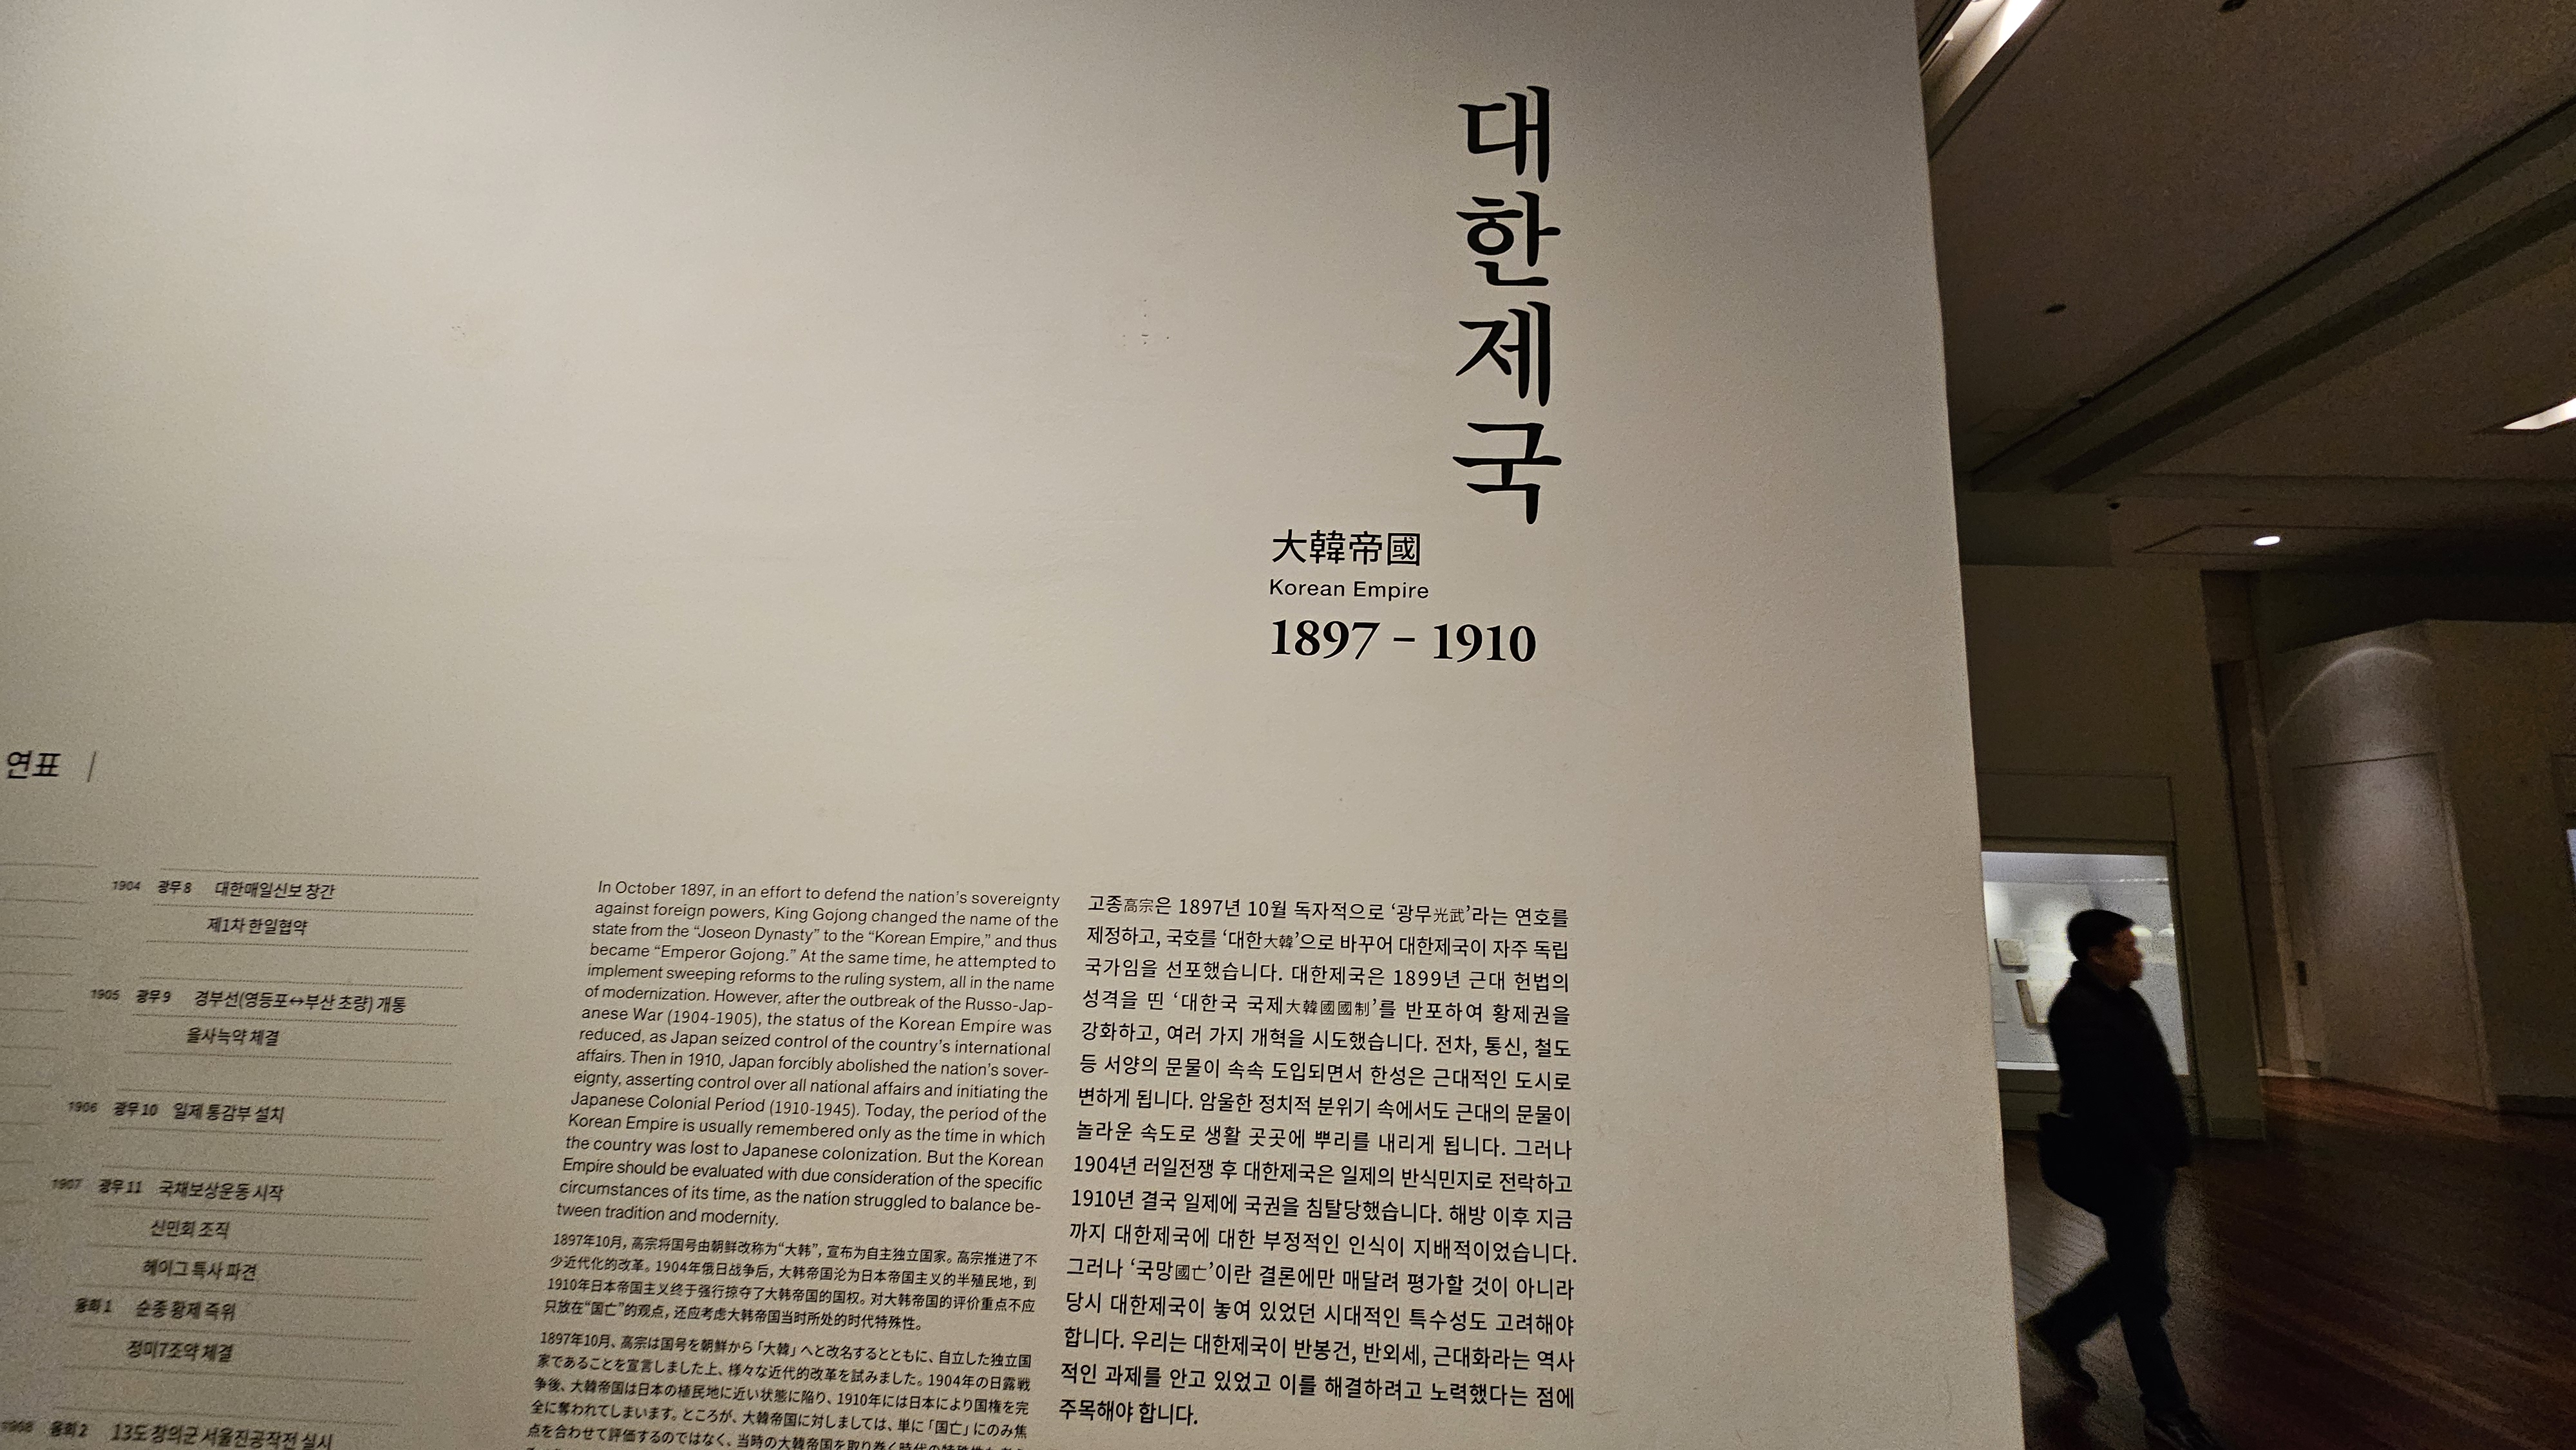 대한제국
大韓帝國
Korean Empire
1897 – 1910
연표 |
1904 광무 8 대한매일신보 창간
제1차 한일협약
1905 광무 9 경부선(영등포↔부산 초량) 개통
을사늑약 체결
1906 광무 10 일제 통감부 설치
1907 광무 11 국채보상운동 시작
신민회 조직
헤이그 특사 파견
융희 1 순종 황제 즉위
정미7조약 체결
1908 융희 2 13도 창의군 서울진공작전 실시
In October 1897, in an effort to defend the nation's sovereignty
against foreign powers, King Gojong changed the name of the
state from the “Joseon Dynasty” to the “Korean Empire,” and thus
became “Emperor Gojong.” At the same time, he attempted to
implement sweeping reforms to the ruling system, all in the name
of modernization. However, after the outbreak of the Russo-Jap-
anese War (1904-1905), the status of the Korean Empire was
reduced, as Japan seized control of the country's international
affairs. Then in 1910, Japan forcibly abolished the nation's sover-
eignty, asserting control over all national affairs and initiating the
Japanese Colonial Period (1910-1945). Today, the period of the
Korean Empire is usually remembered only as the time in which
the country was lost to Japanese colonization. But the Korean
Empire should be evaluated with due consideration of the specific
circumstances of its time, as the nation struggled to balance be-
tween tradition and modernity.
1897年10月，高宗将国号由朝鲜改称为“大韩”，宣布为自主独立国家。高宗推进了不
少近代化的改革。1904年俄日战争后，大韩帝国沦为日本帝国主义的半殖民地，到
1910年日本帝国主义终于强行掠夺了大韩帝国的国权。对大韩帝国的评价重点不应
只放在“国亡”的观点，还应考虑大韩帝国当时所处的时代特殊性。
1897年10月、高宗は国号を朝鮮から「大韓」へと改名するとともに、自立した独立国
家であることを宣言しました上、様々な近代的改革を試みました。1904年の日露戦
争後、大韓帝国は日本の植民地に近い状態に陥り、1910年には日本により国権を完
全に奪われてしまいます。ところが、大韓帝国に対しましては、単に「国亡」にのみ焦
点を合わせて評価するのではなく、当時の大韓帝国を取り巻く時代の特殊性も
고종高宗은 1897년 10월 독자적으로 ‘광무光武’라는 연호를
제정하고, 국호를 ‘대한大韓’으로 바꾸어 대한제국이 자주 독립
국가임을 선포했습니다. 대한제국은 1899년 근대 헌법의
성격을 띤 ‘대한국 국제大韓國國制’를 반포하여 황제권을
강화하고, 여러 가지 개혁을 시도했습니다. 전차, 통신, 철도
등 서양의 문물이 속속 도입되면서 한성은 근대적인 도시로
변하게 됩니다. 암울한 정치적 분위기 속에서도 근대의 문물이
놀라운 속도로 생활 곳곳에 뿌리를 내리게 됩니다. 그러나
1904년 러일전쟁 후 대한제국은 일제의 반식민지로 전락하고
1910년 결국 일제에 국권을 침탈당했습니다. 해방 이후 지금
까지 대한제국에 대한 부정적인 인식이 지배적이었습니다.
그러나 ‘국망國亡’이란 결론에만 매달려 평가할 것이 아니라
당시 대한제국이 놓여 있었던 시대적인 특수성도 고려해야
합니다. 우리는 대한제국이 반봉건, 반외세, 근대화라는 역사
적인 과제를 안고 있었고 이를 해결하려고 노력했다는 점에
주목해야 합니다.